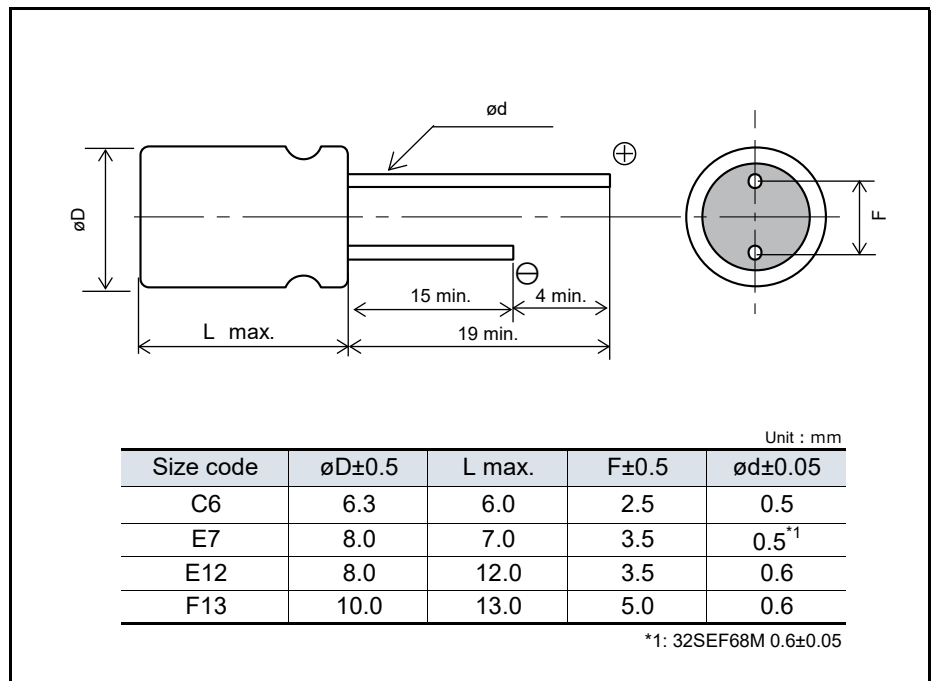 ød
⊕
øD
F
⊖
15 min.
4 min.
L max.
19 min.
Unit : mm
Size code øD±0.5 L max. F±0.5 ød±0.05
C6 6.3 6.0 2.5 0.5
E7 8.0 7.0 3.5 0.5*1
E12 8.0 12.0 3.5 0.6
F13 10.0 13.0 5.0 0.6
*1: 32SEF68M 0.6±0.05